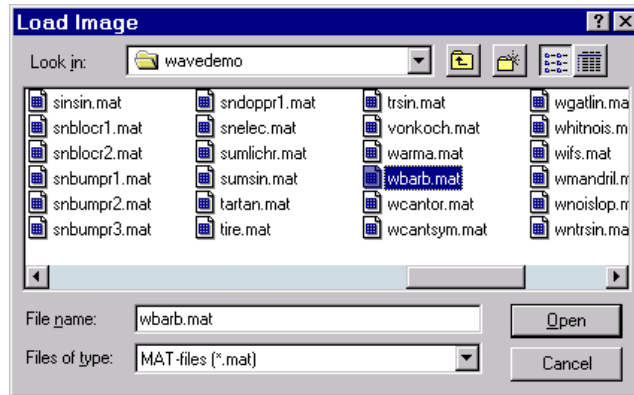 Load Image
Look in: wavedemo
sinsin.mat sndoppr1.mat trsin.mat wgatlin.ma
snblocr1.mat snelec.mat vonkoch.mat whitnois.m
snblocr2.mat sumlichr.mat warma.mat wifs.mat
snbumpr1.mat sumsin.mat wbarb.mat wmandril.m
snbumpr2.mat tartan.mat wcantor.mat wnoislop.m
snbumpr3.mat tire.mat wcantsym.mat wntrsin.ma
File name: wbarb.mat Open
Files of type: MAT-files (*.mat) Cancel